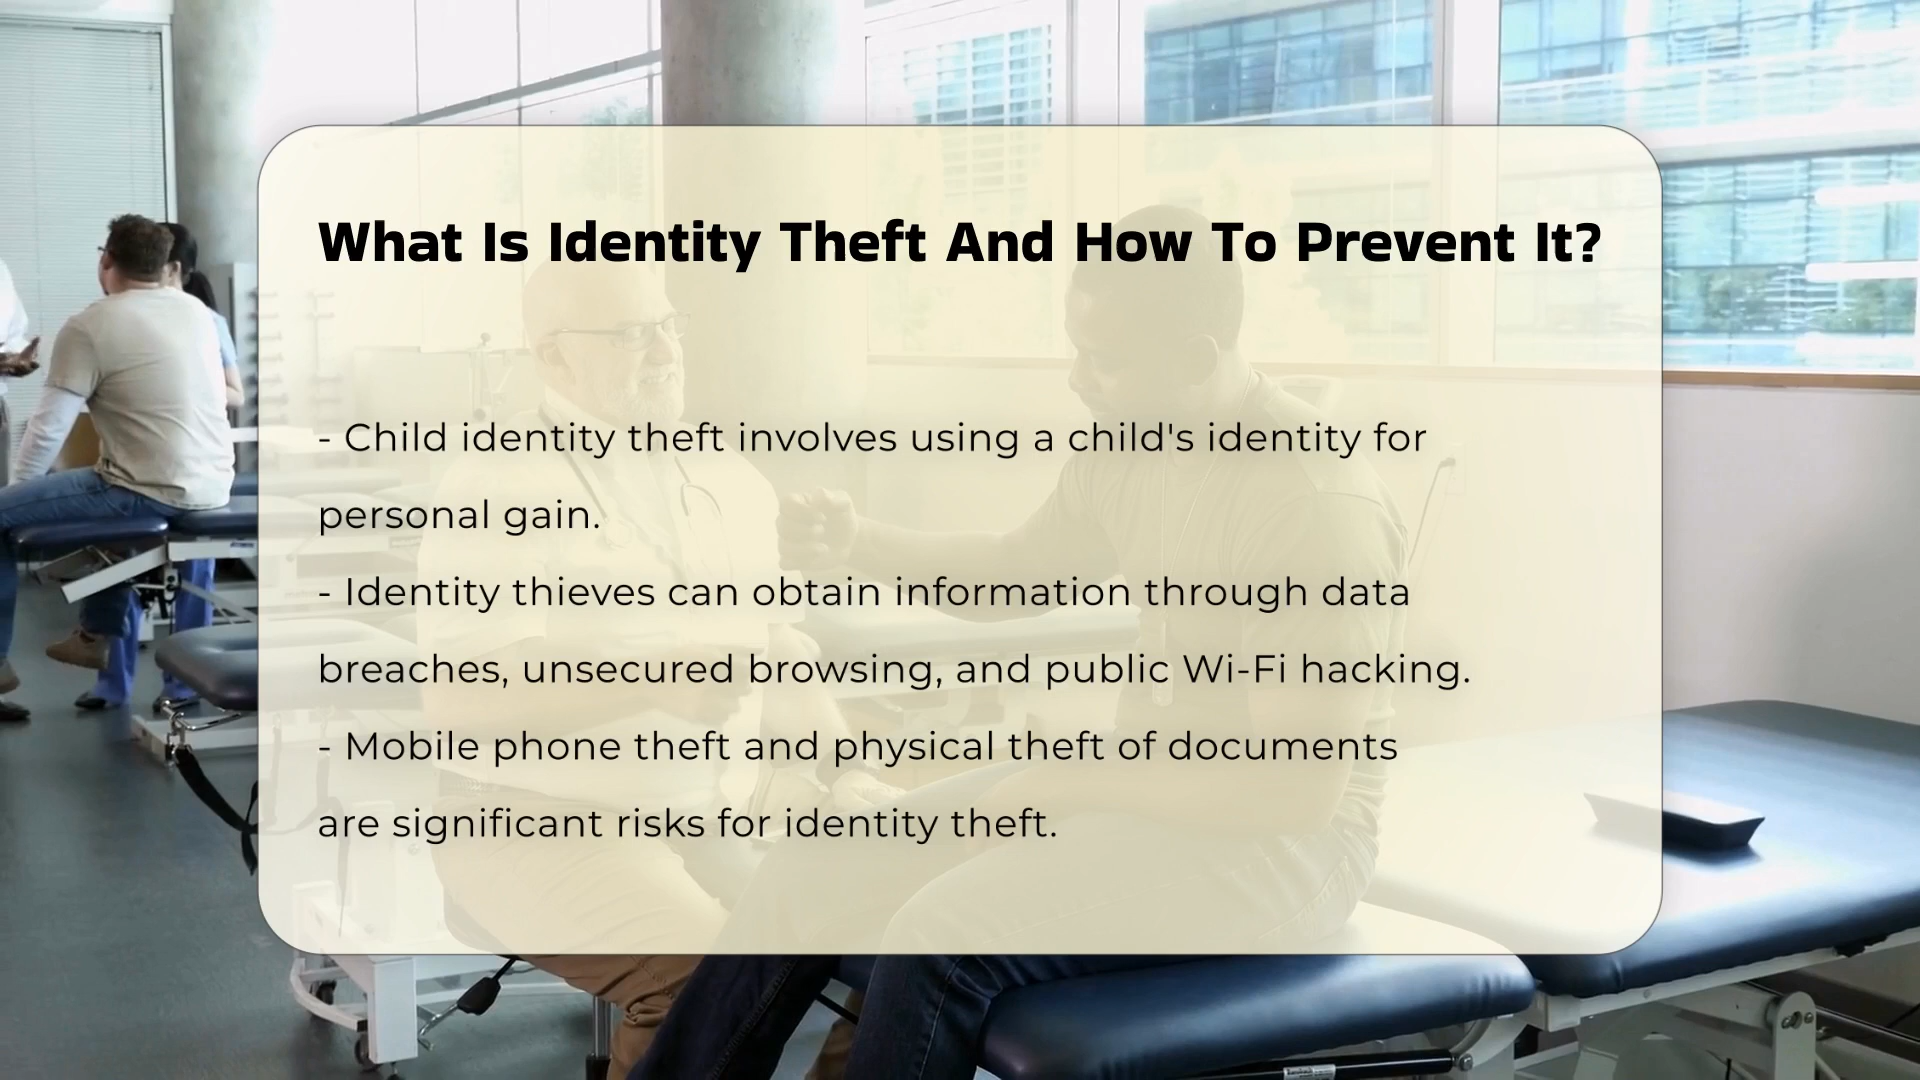 What Is Identity Theft And How To Prevent It?
- Child identity theft involves using a child's identity for
personal gain.
- Identity thieves can obtain information through data
breaches, unsecured browsing, and public Wi-Fi hacking.
- Mobile phone theft and physical theft of documents
are significant risks for identity theft.